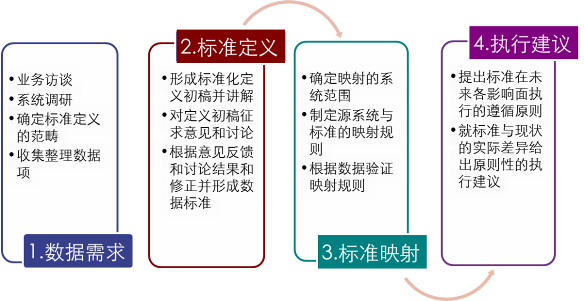 • 业务访谈
• 系统调研
• 确定标准定义
的范畴
• 收集整理数据
项
1.数据需求
2.标准定义
• 形成标准化定
义初稿并讲解
• 对定义初稿征
求意见和讨论
• 根据意见反馈
和讨论结果和
修正并形成数
据标准
• 确定映射的系
统范围
• 制定源系统与
标准的映射规
则
• 根据数据验证
映射规则
3.标准映射
4.执行建议
• 提出标准在未
来各影响面执
行的遵循原则
• 就标准与现状
的实际差异给
出原则性的执
行建议